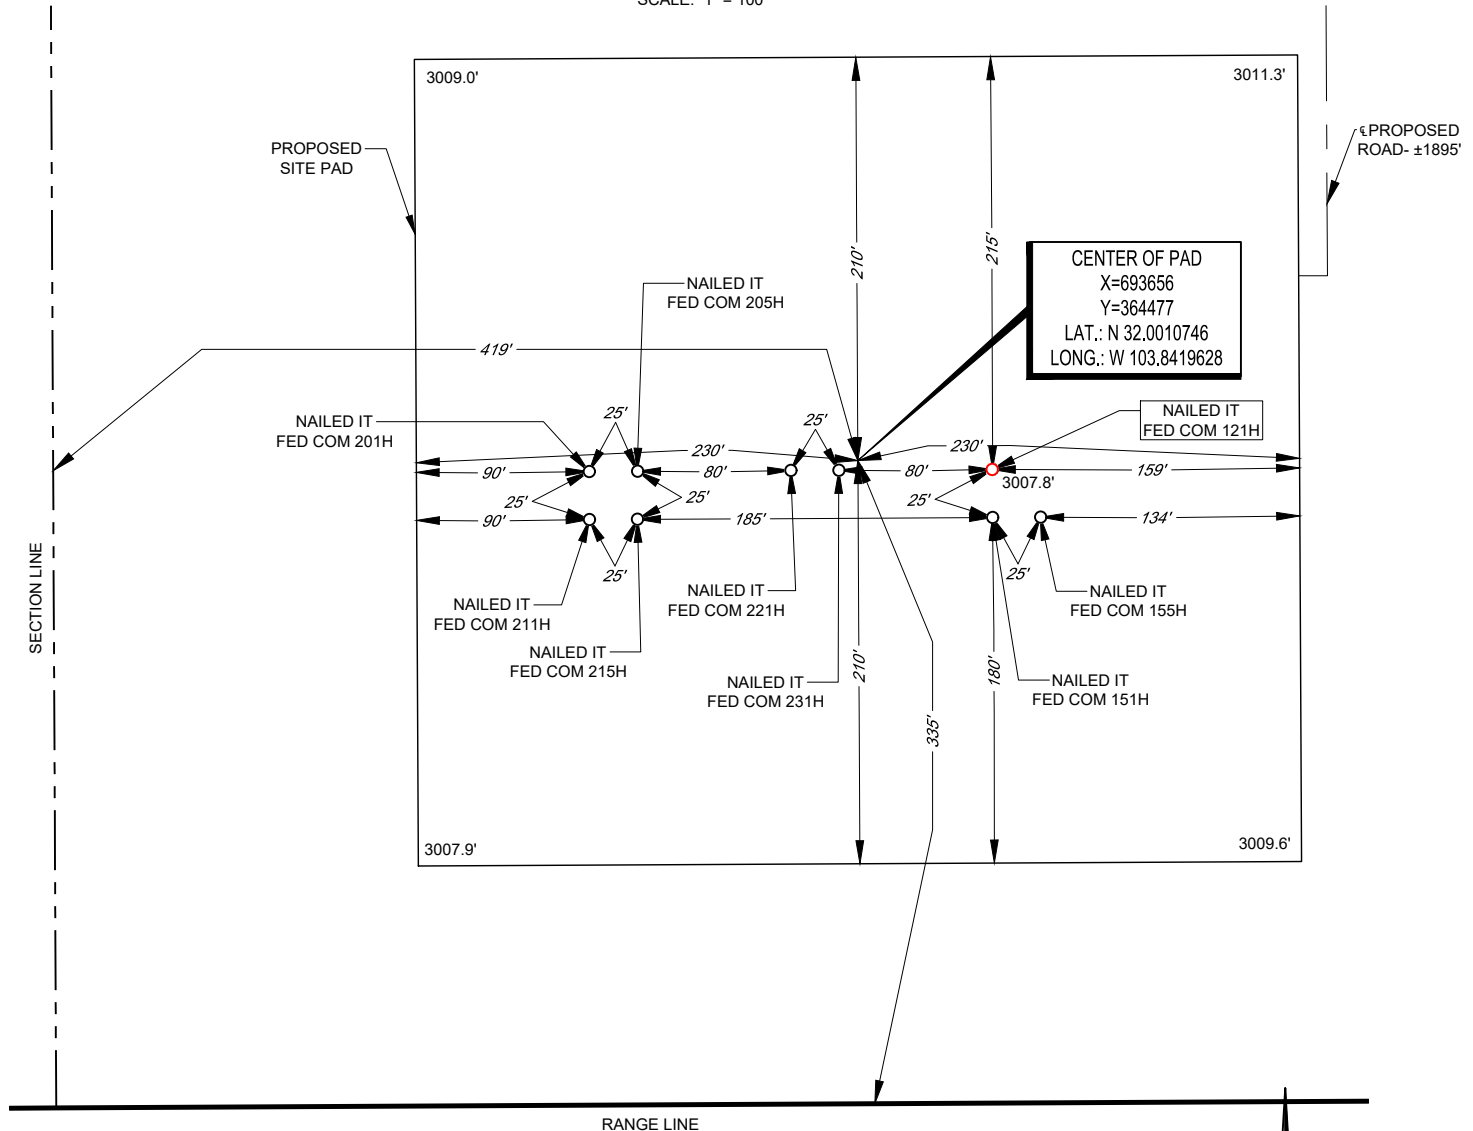 SCALE: 1" = 100'
3009.0'
3011.3'
PROPOSED
SITE PAD
℄ PROPOSED
ROAD- ±1895'
210'
215'
CENTER OF PAD
X=693656
Y=364477
LAT.: N 32.0010746
LONG.: W 103.8419628
NAILED IT
FED COM 205H
419'
NAILED IT
FED COM 201H
25'
25'
NAILED IT
FED COM 121H
230'
230'
90'
80'
80'
159'
3007.8'
25'
25'
25'
90'
185'
134'
25'
25'
NAILED IT
FED COM 211H
NAILED IT
FED COM 221H
NAILED IT
FED COM 155H
NAILED IT
FED COM 215H
NAILED IT
FED COM 231H
210'
180'
NAILED IT
FED COM 151H
335'
SECTION LINE
3007.9'
3009.6'
RANGE LINE